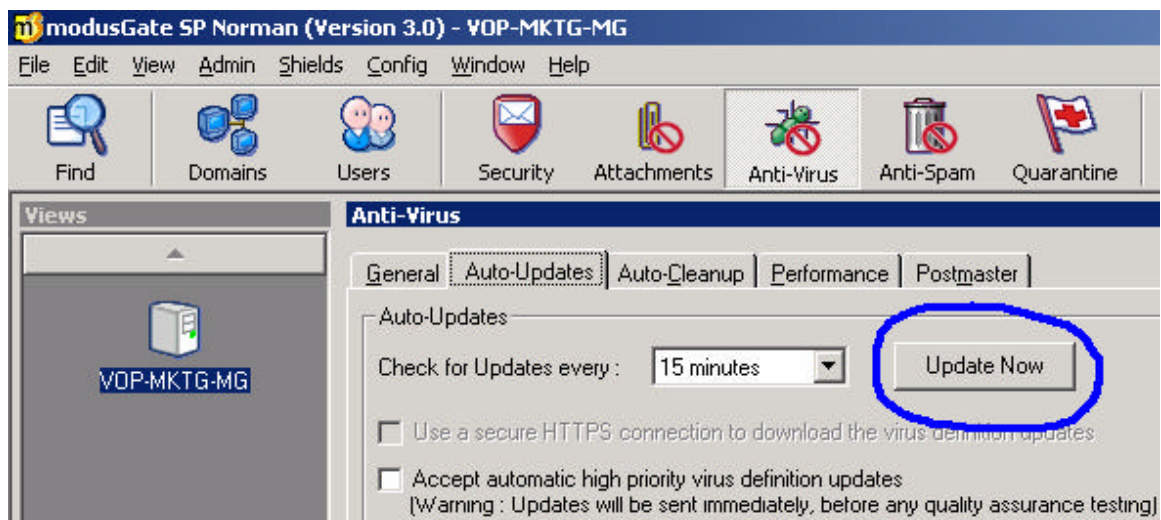 modusGate SP Norman (Version 3.0) - VOP-MKTG-MG
File Edit View Admin Shields Config Window Help
Find Domains Users Security Attachments Anti-Virus Anti-Spam Quarantine
Views
Anti-Virus
General Auto-Updates Auto-Cleanup Performance Postmaster
Auto-Updates
Check for Updates every : 15 minutes Update Now
VOP-MKTG-MG
Use a secure HTTPS connection to download the virus definition updates
Accept automatic high priority virus definition updates
(Warning : Updates will be sent immediately, before any quality assurance testing)